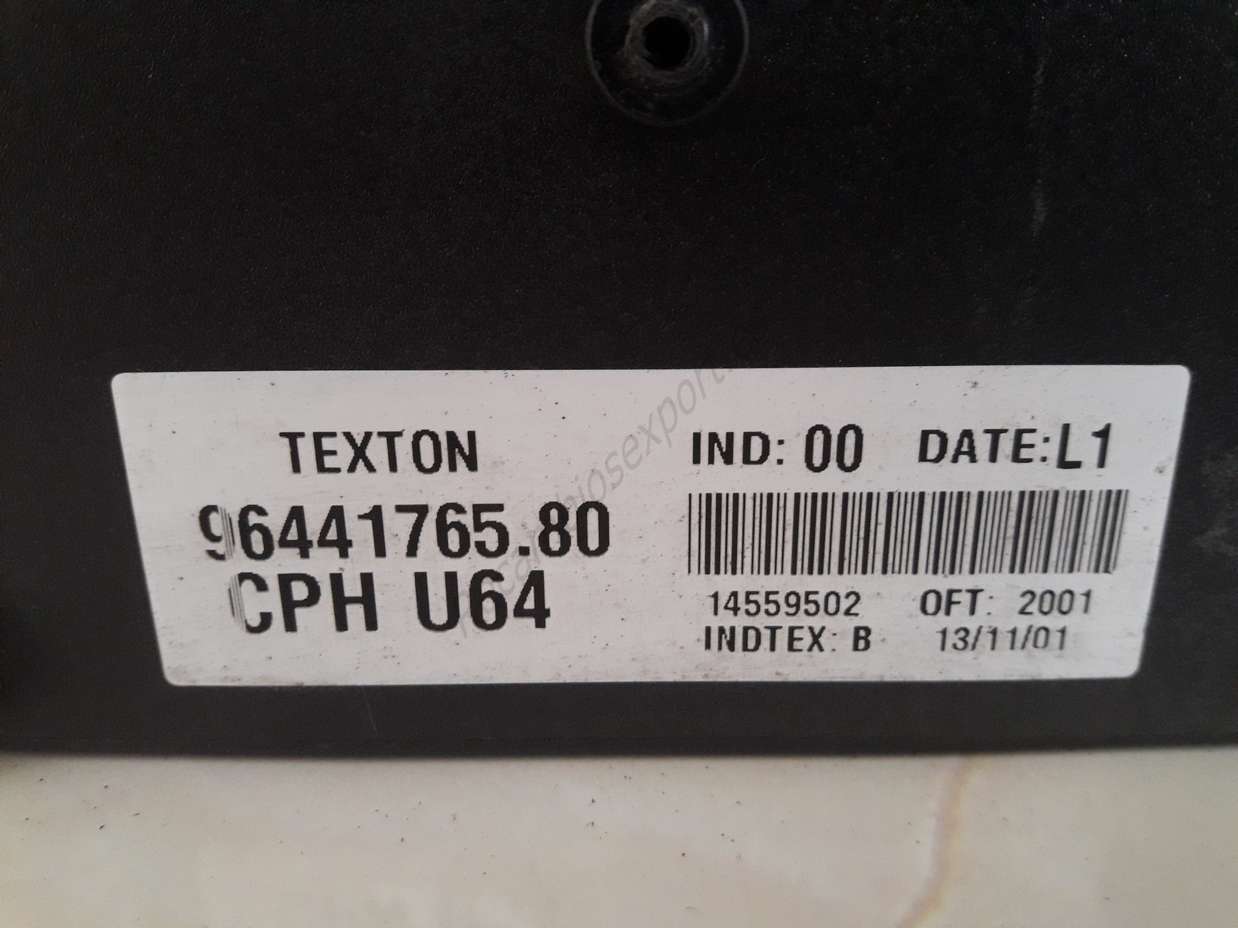 TEXTON
96441765.80
CPH U64
IND: 00 DATE:L1
14559502 OFT: 2001
INDTEX: B 13/11/01